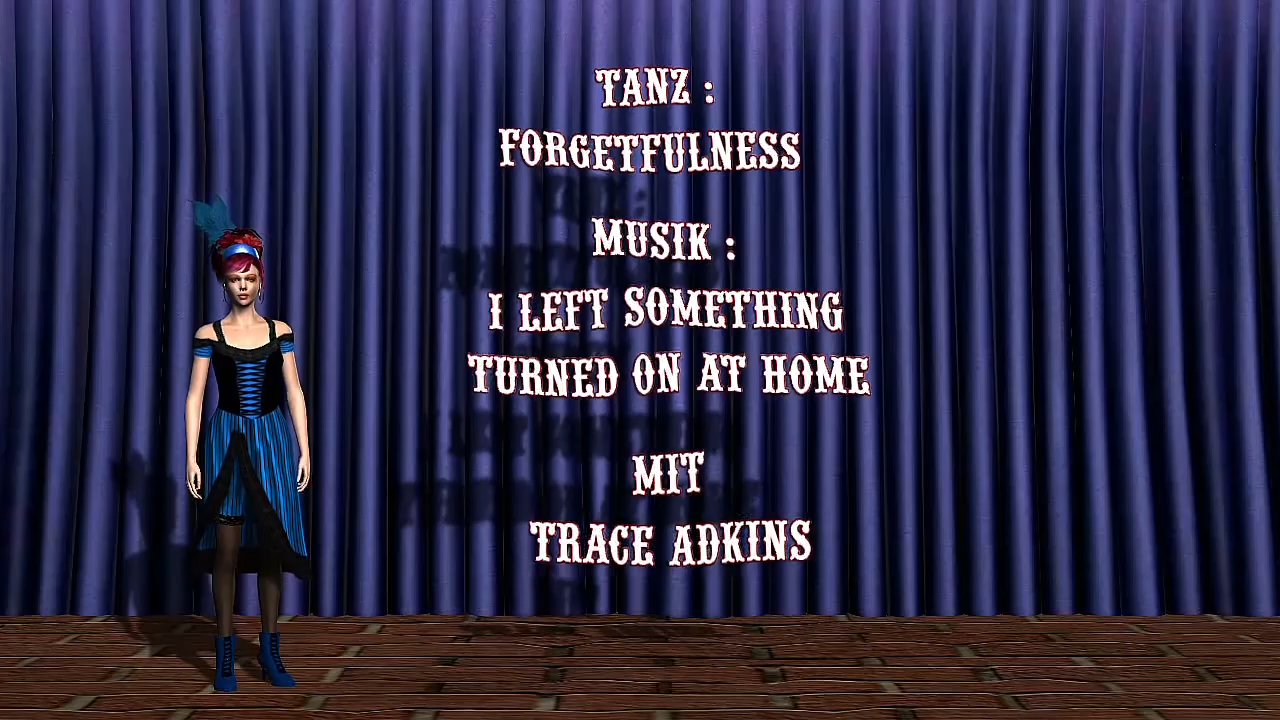 TANZ :
FORGETFULNESS
MUSIK :
I LEFT SOMETHING
TURNED ON AT HOME
MIT
TRACE ADKINS